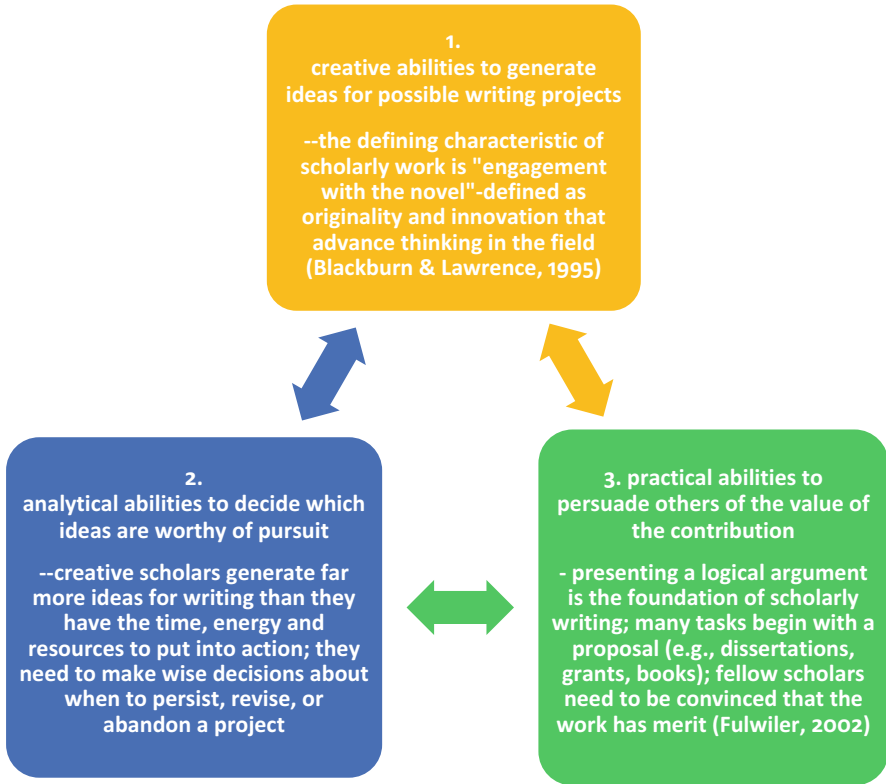 1.
creative abilities to generate
ideas for possible writing projects
--the defining characteristic of
scholarly work is "engagement
with the novel"-defined as
originality and innovation that
advance thinking in the field
(Blackburn & Lawrence, 1995)
2.
analytical abilities to decide which
ideas are worthy of pursuit
--creative scholars generate far
more ideas for writing than they
have the time, energy and
resources to put into action; they
need to make wise decisions about
when to persist, revise, or
abandon a project
3. practical abilities to
persuade others of the value of
the contribution
- presenting a logical argument
is the foundation of scholarly
writing; many tasks begin with a
proposal (e.g., dissertations,
grants, books); fellow scholars
need to be convinced that the
work has merit (Fulwiler, 2002)